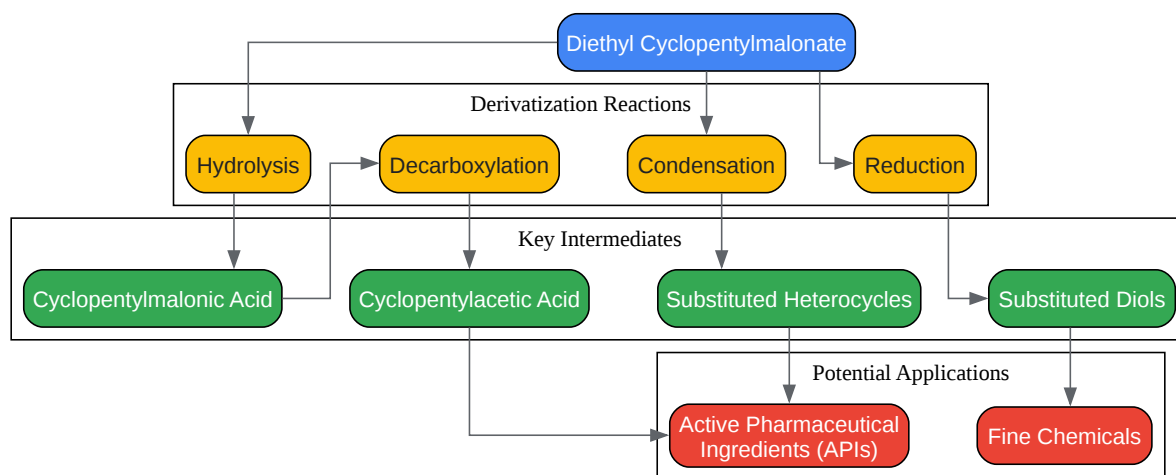 Diethyl Cyclopentylmalonate
Derivatization Reactions
Hydrolysis
Decarboxylation
Condensation
Reduction
Key Intermediates
Cyclopentylmalonic Acid
Cyclopentylacetic Acid
Substituted Heterocycles
Substituted Diols
Potential Applications
Active Pharmaceutical
Ingredients (APIs)
Fine Chemicals